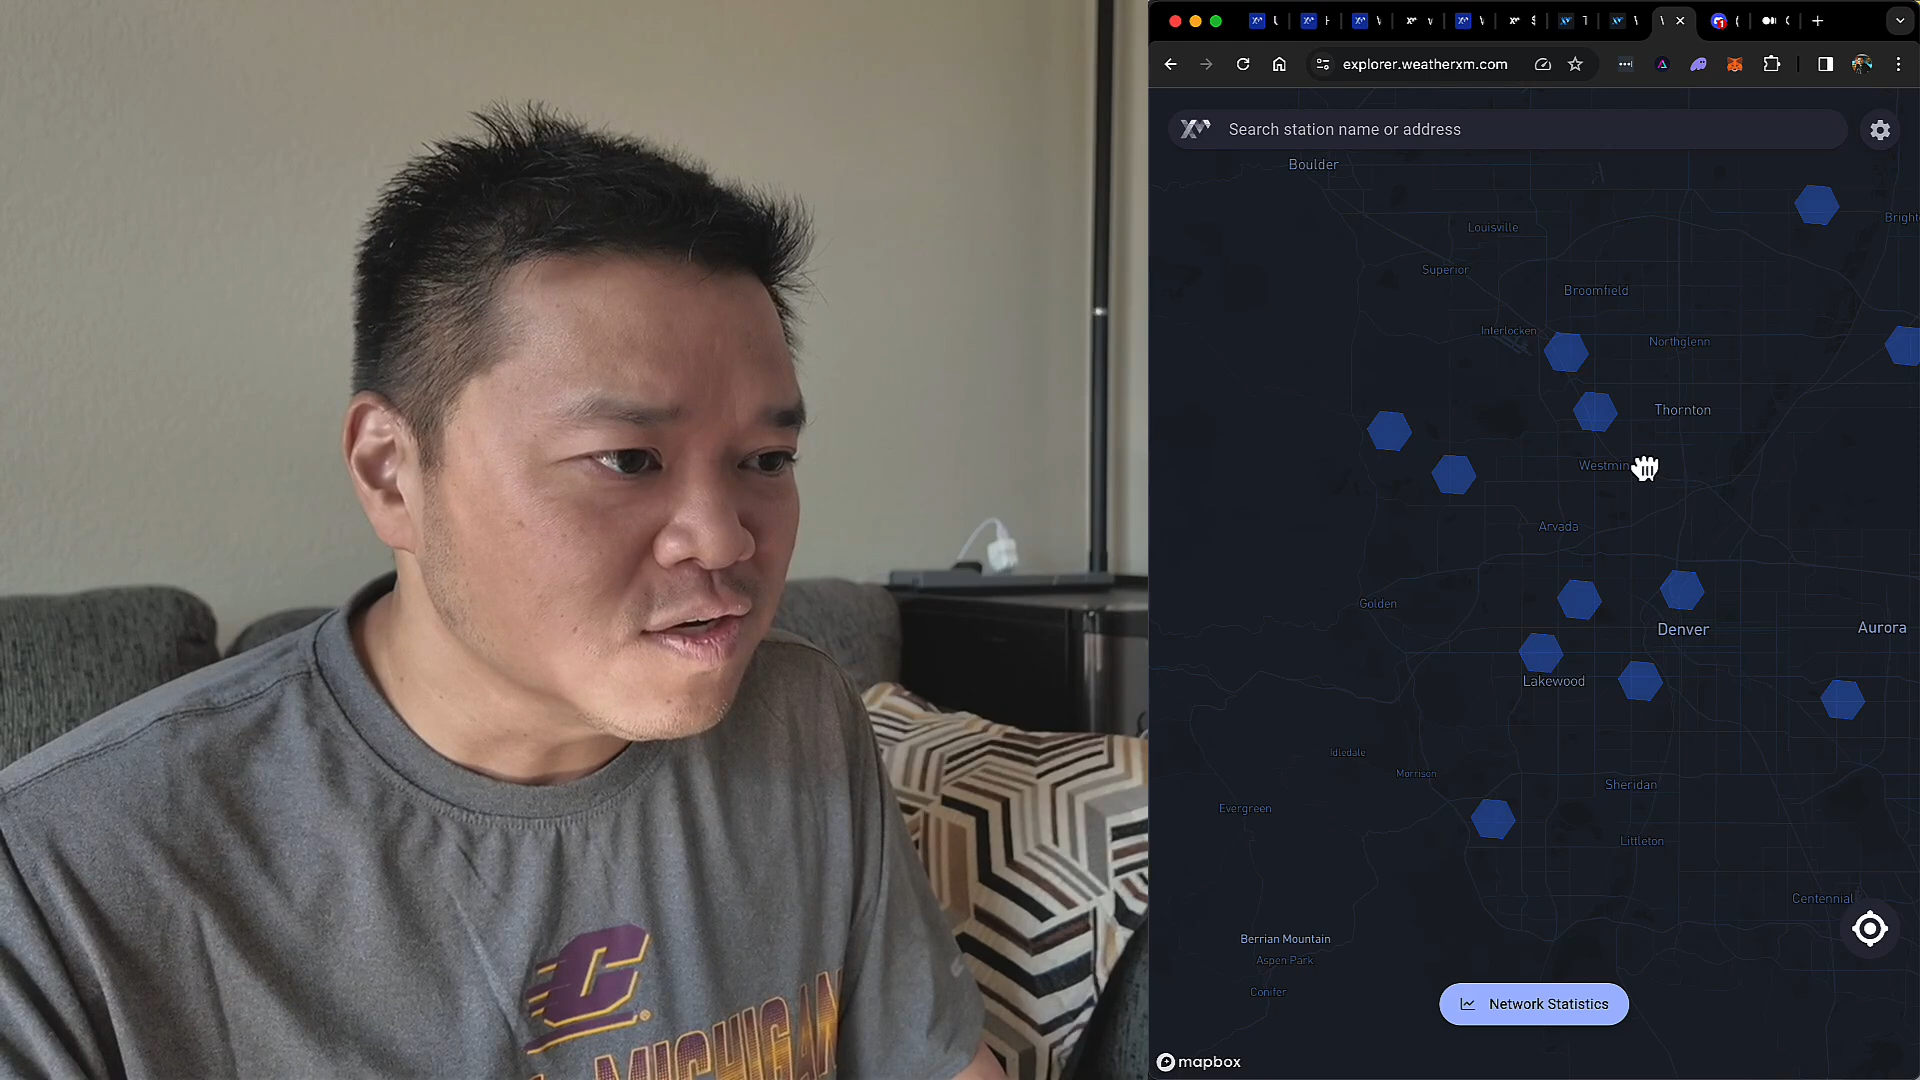 explorer.weatherxm.com
Search station name or address
Boulder
Louisville
Superior
Broomfield
Interlocken
Northglenn
Thornton
Westmin
Arvada
Golden
Denver
Aurora
Lakewood
Idledale
Morrison
Sheridan
Evergreen
Littleton
Centennial
Berrian Mountain
Aspen Park
Conifer
Network Statistics
mapbox
C
MICHIGAN